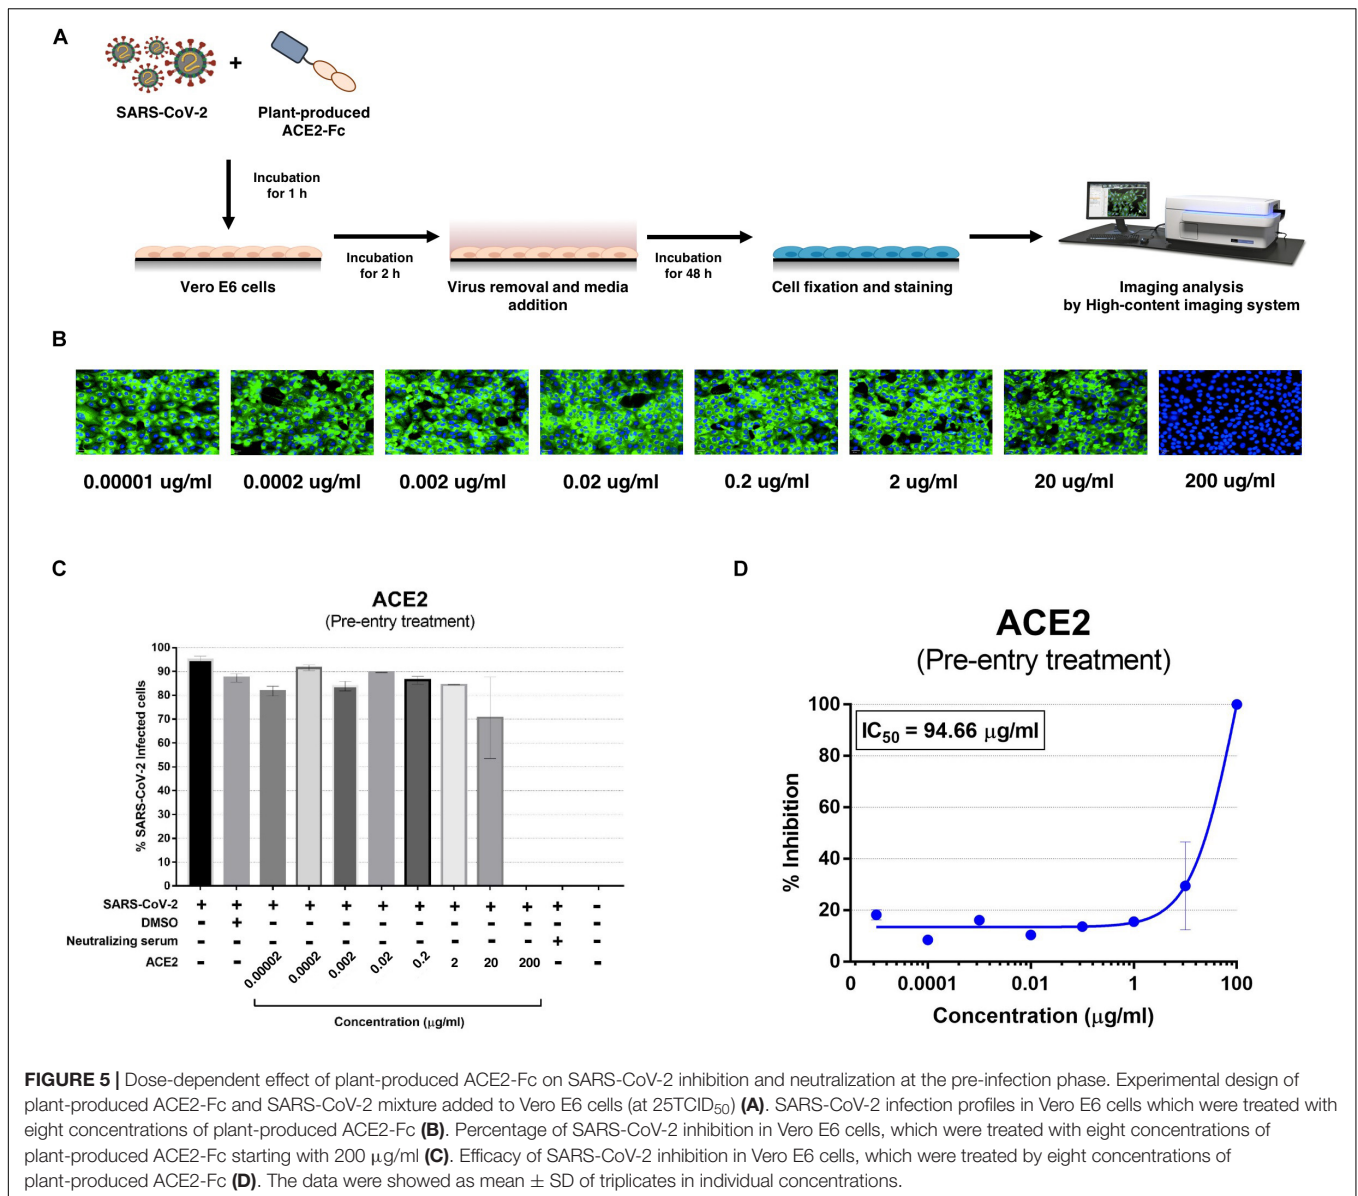 A
SARS-CoV-2
+
Plant-produced
ACE2-Fc
Incubation
for 1 h
Vero E6 cells
Incubation
for 2 h
Virus removal and media
addition
Incubation
for 48 h
Cell fixation and staining
Imaging analysis
by High-content imaging system
B
0.00001 ug/ml 0.0002 ug/ml 0.002 ug/ml 0.02 ug/ml 0.2 ug/ml 2 ug/ml 20 ug/ml 200 ug/ml
C
ACE2
(Pre-entry treatment)
% SARS-CoV-2 Infected cells
100
90
80
70
60
50
40
30
20
10
0
SARS-CoV-2 + + + + + + + + + + + -
DMSO - + - - - - - - - - - -
Neutralizing serum - - - - - - - - - - + -
ACE2 - - 0.00002 0.0002 0.002 0.02 0.2 2 20 200 - -
Concentration (μg/ml)
D
ACE2
(Pre-entry treatment)
IC50 = 94.66 μg/ml
% Inhibition
100
80
60
40
20
0
0 0.0001 0.01 1 100
Concentration (μg/ml)
FIGURE 5 | Dose-dependent effect of plant-produced ACE2-Fc on SARS-CoV-2 inhibition and neutralization at the pre-infection phase. Experimental design of
plant-produced ACE2-Fc and SARS-CoV-2 mixture added to Vero E6 cells (at 25TCID50) (A). SARS-CoV-2 infection profiles in Vero E6 cells which were treated with
eight concentrations of plant-produced ACE2-Fc (B). Percentage of SARS-CoV-2 inhibition in Vero E6 cells, which were treated with eight concentrations of
plant-produced ACE2-Fc starting with 200 μg/ml (C). Efficacy of SARS-CoV-2 inhibition in Vero E6 cells, which were treated by eight concentrations of
plant-produced ACE2-Fc (D). The data were showed as mean ± SD of triplicates in individual concentrations.